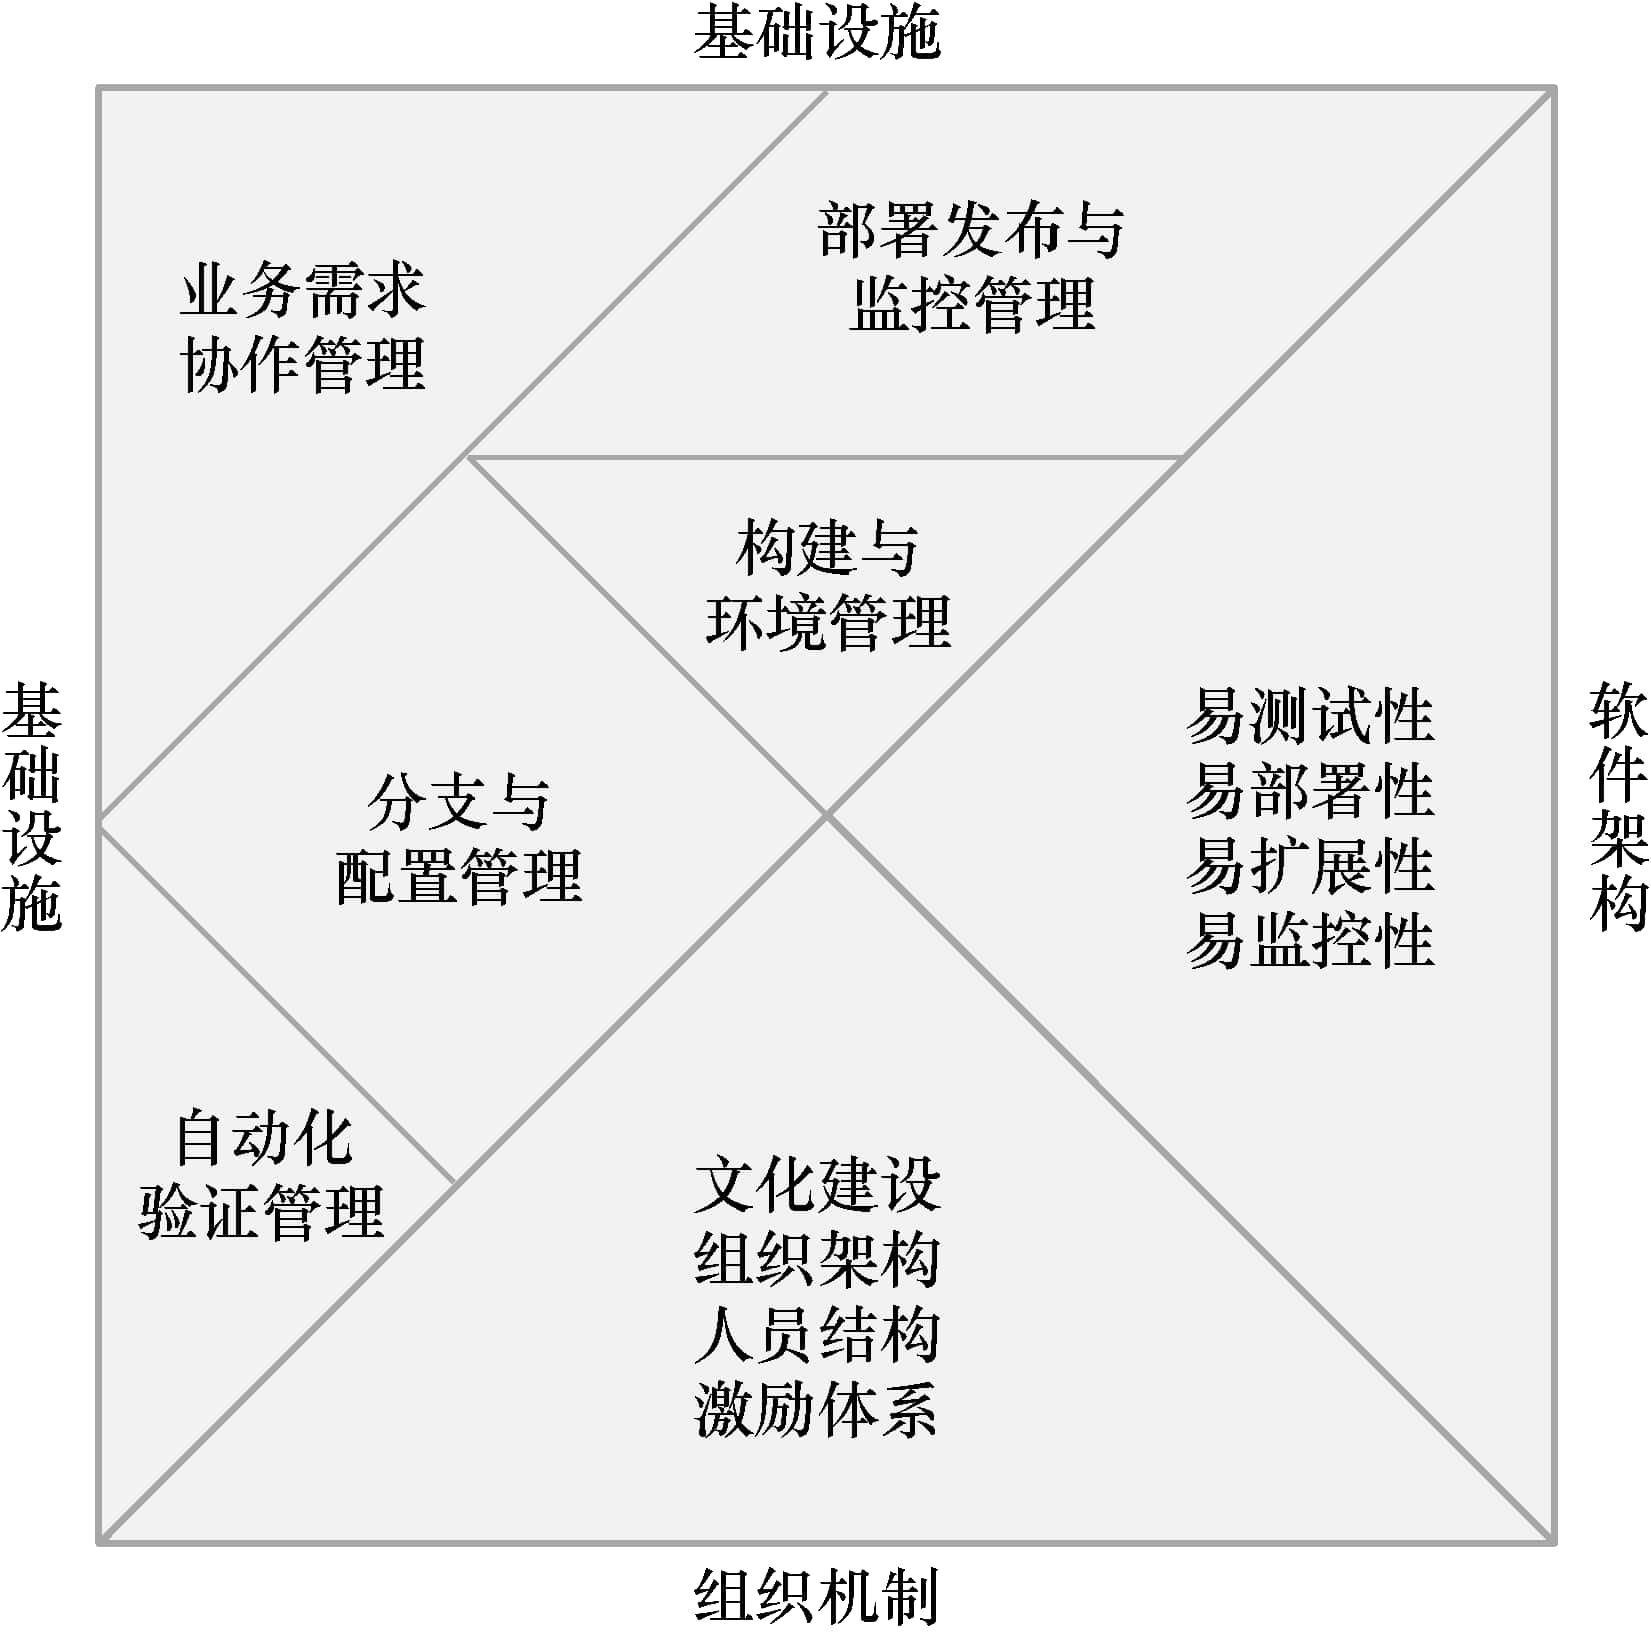 基础设施
部署发布与
监控管理
业务需求
协作管理
构建与
环境管理
基础设施
分支与
配置管理
易测试性
易部署性
易扩展性
易监控性
软件架构
自动化
验证管理
文化建设
组织架构
人员结构
激励体系
组织机制